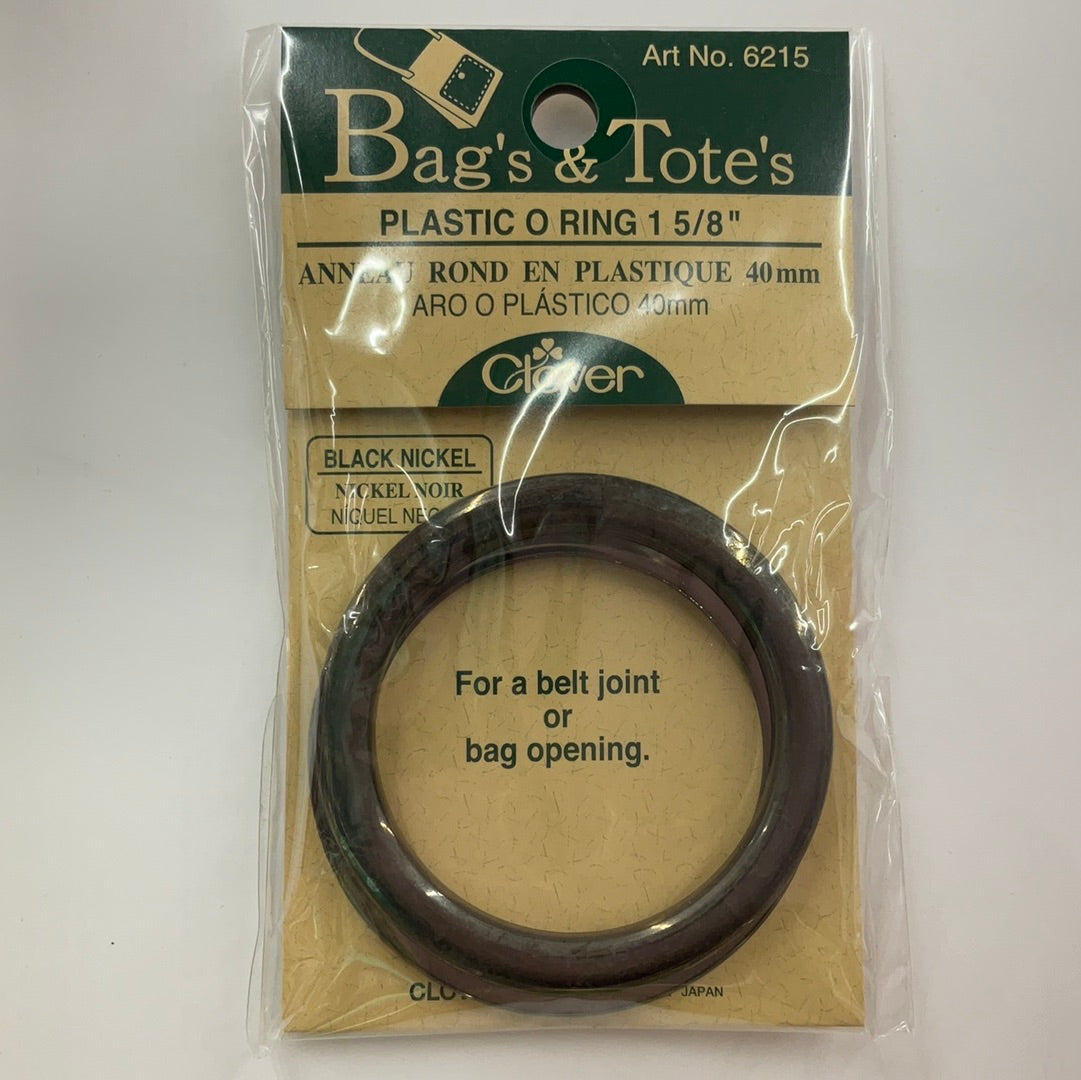 Art No. 6215
Bag's & Tote's
PLASTIC O RING 1 5/8"
ANNEAU ROND EN PLASTIQUE 40mm
ARO O PLÁSTICO 40mm
Clover
BLACK NICKEL
NICKEL NOIR
NÍQUEL
For a belt joint
or
bag opening.
JAPAN